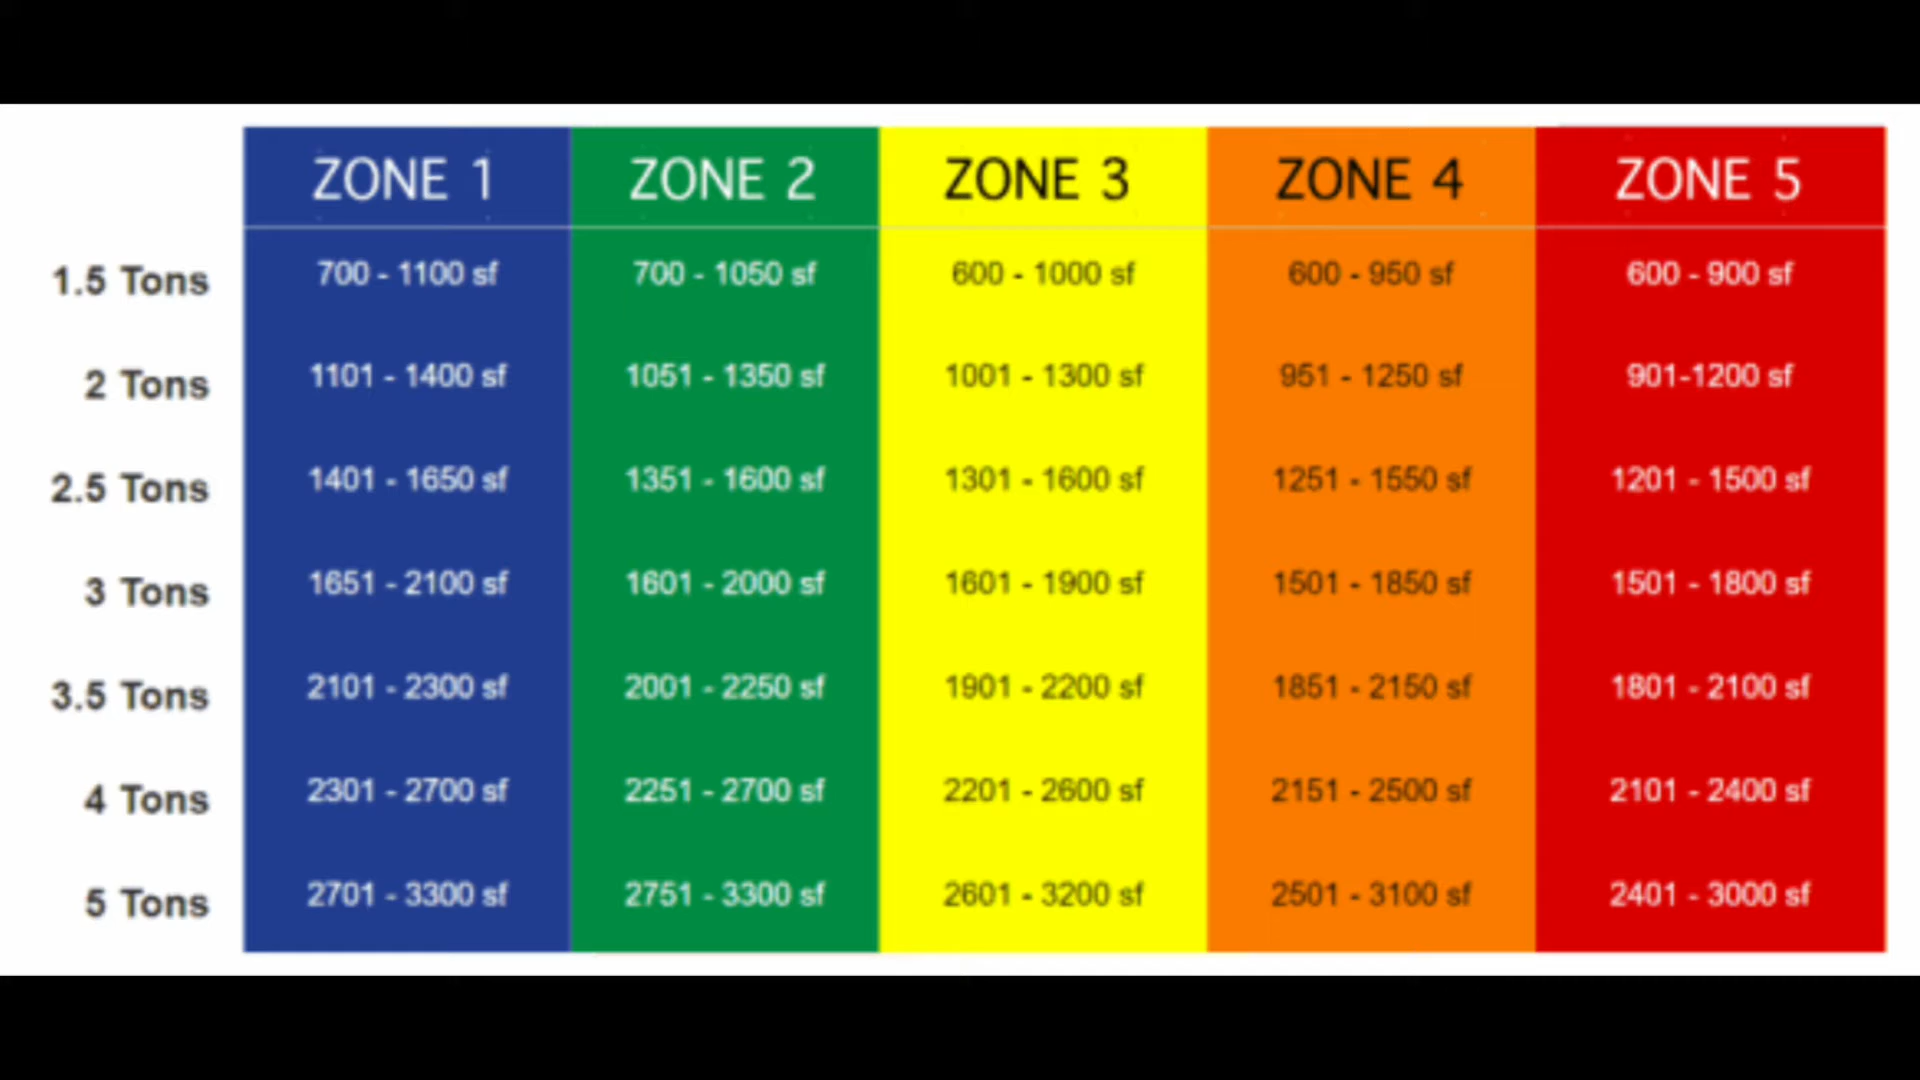 ZONE 1 ZONE 2 ZONE 3 ZONE 4 ZONE 5
1.5 Tons 700 - 1100 sf 700 - 1050 sf 600 - 1000 sf 600 - 950 sf 600 - 900 sf
2 Tons 1101 - 1400 sf 1051 - 1350 sf 1001 - 1300 sf 951 - 1250 sf 901-1200 sf
2.5 Tons 1401 - 1650 sf 1351 - 1600 sf 1301 - 1600 sf 1251 - 1550 sf 1201 - 1500 sf
3 Tons 1651 - 2100 sf 1601 - 2000 sf 1601 - 1900 sf 1501 - 1850 sf 1501 - 1800 sf
3.5 Tons 2101 - 2300 sf 2001 - 2250 sf 1901 - 2200 sf 1851 - 2150 sf 1801 - 2100 sf
4 Tons 2301 - 2700 sf 2251 - 2700 sf 2201 - 2600 sf 2151 - 2500 sf 2101 - 2400 sf
5 Tons 2701 - 3300 sf 2751 - 3300 sf 2601 - 3200 sf 2501 - 3100 sf 2401 - 3000 sf